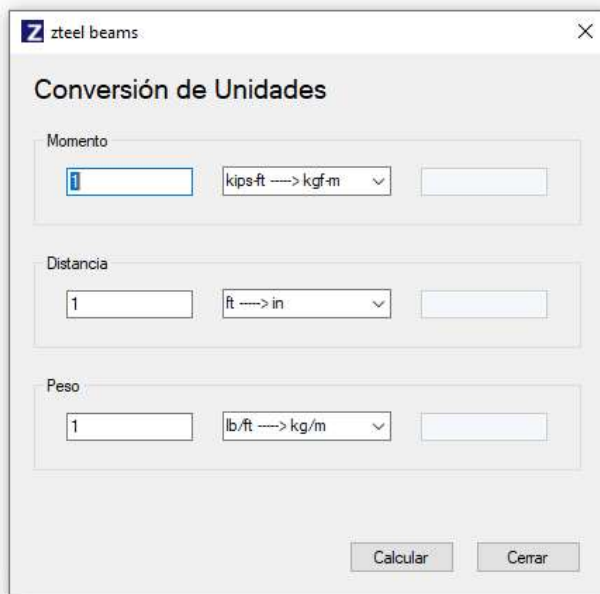 Z zteel beams
Conversión de Unidades
Momento
1 kips-ft -----> kgf-m
Distancia
1 ft -----> in
Peso
1 lb/ft -----> kg/m
Calcular Cerrar